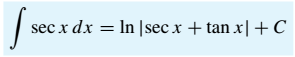 ∫ sec x dx = ln |sec x + tan x| + C